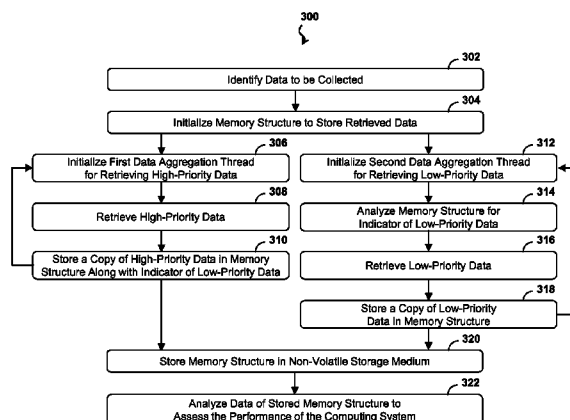 300
302
Identify Data to be Collected
304
Initialize Memory Structure to Store Retrieved Data
306
Initialize First Data Aggregation Thread
for Retrieving High-Priority Data
308
Retrieve High-Priority Data
310
Store a Copy of High-Priority Data in Memory
Structure Along with Indicator of Low-Priority Data
312
Initialize Second Data Aggregation Thread
for Retrieving Low-Priority Data
314
Analyze Memory Structure for
Indicator of Low-Priority Data
316
Retrieve Low-Priority Data
318
Store a Copy of Low-Priority
Data in Memory Structure
320
Store Memory Structure in Non-Volatile Storage Medium
322
Analyze Data of Stored Memory Structure to
Assess the Performance of the Computing System